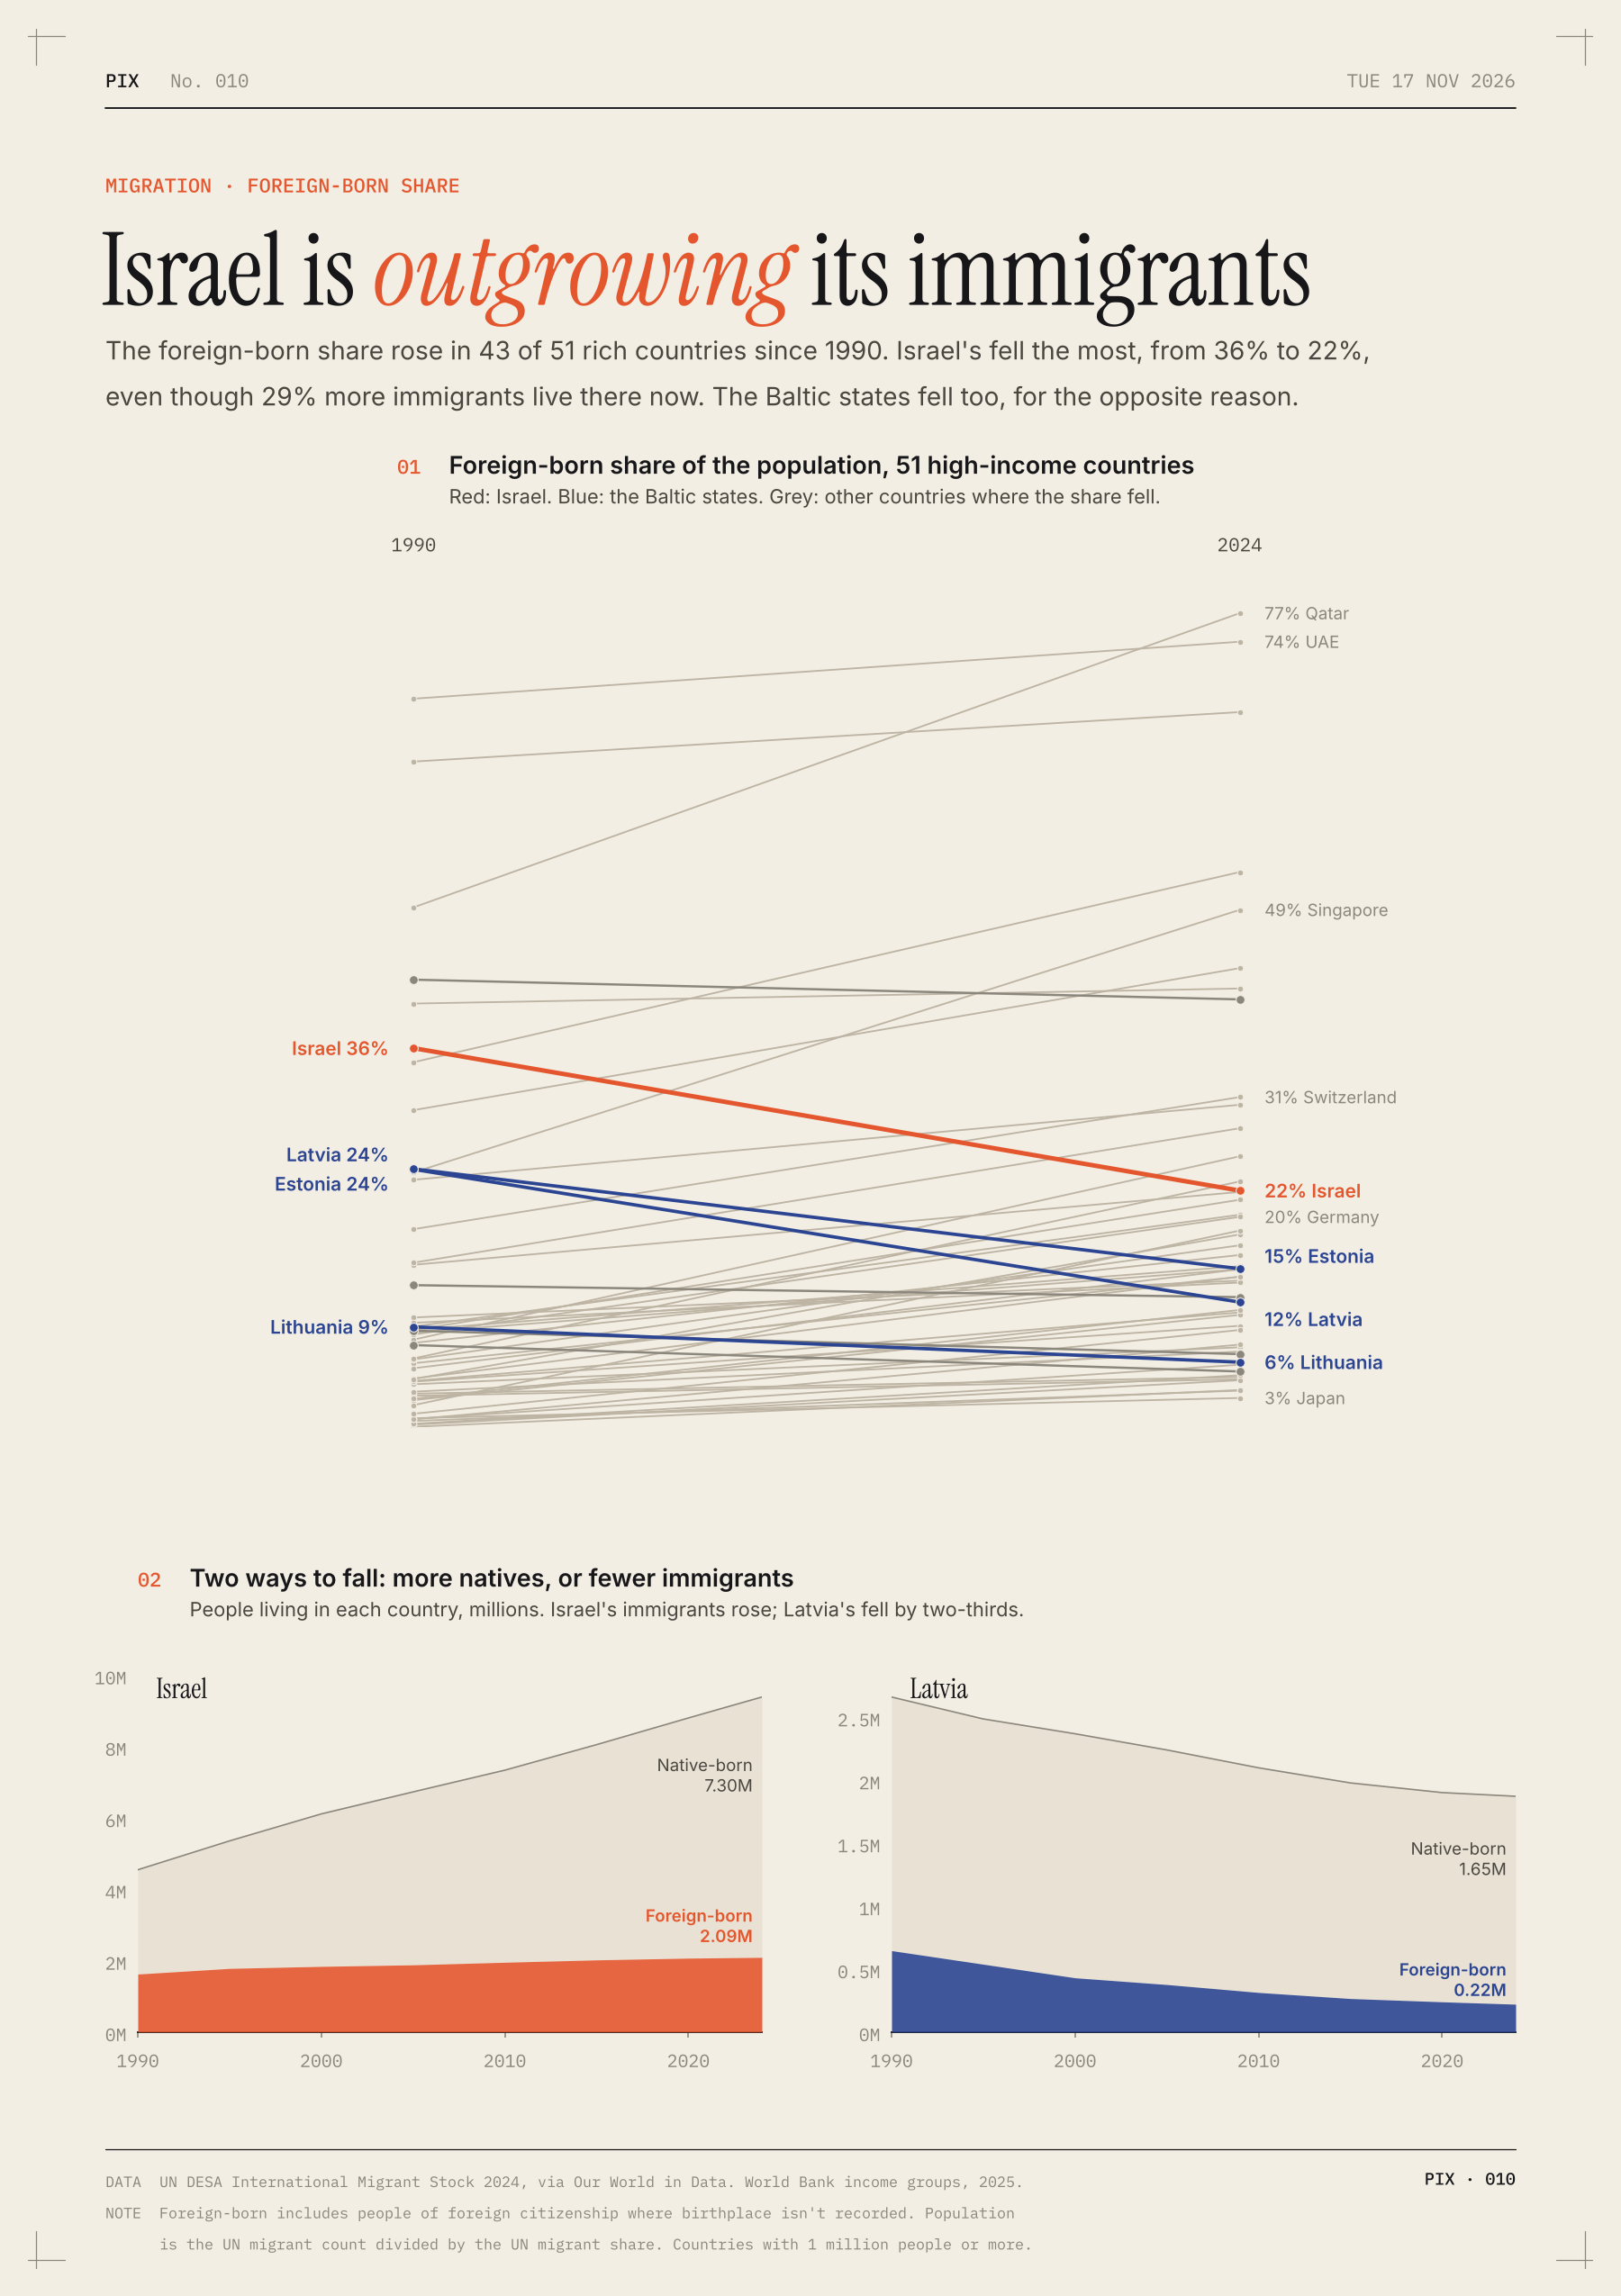 PIX No. 010
TUE 17 NOV 2026
MIGRATION · FOREIGN-BORN SHARE
Israel is outgrowing its immigrants
The foreign-born share rose in 43 of 51 rich countries since 1990. Israel's fell the most, from 36% to 22%,
even though 29% more immigrants live there now. The Baltic states fell too, for the opposite reason.
01 Foreign-born share of the population, 51 high-income countries
Red: Israel. Blue: the Baltic states. Grey: other countries where the share fell.
1990
2024
77% Qatar
74% UAE
49% Singapore
Israel 36%
31% Switzerland
Latvia 24%
Estonia 24%
22% Israel
20% Germany
15% Estonia
12% Latvia
Lithuania 9%
6% Lithuania
3% Japan
02 Two ways to fall: more natives, or fewer immigrants
People living in each country, millions. Israel's immigrants rose; Latvia's fell by two-thirds.
Israel
10M
8M
6M
4M
2M
0M
Native-born
7.30M
Foreign-born
2.09M
1990 2000 2010 2020
Latvia
2.5M
2M
1.5M
1M
0.5M
0M
Native-born
1.65M
Foreign-born
0.22M
1990 2000 2010 2020
DATA UN DESA International Migrant Stock 2024, via Our World in Data. World Bank income groups, 2025.
PIX · 010
NOTE Foreign-born includes people of foreign citizenship where birthplace isn't recorded. Population
is the UN migrant count divided by the UN migrant share. Countries with 1 million people or more.